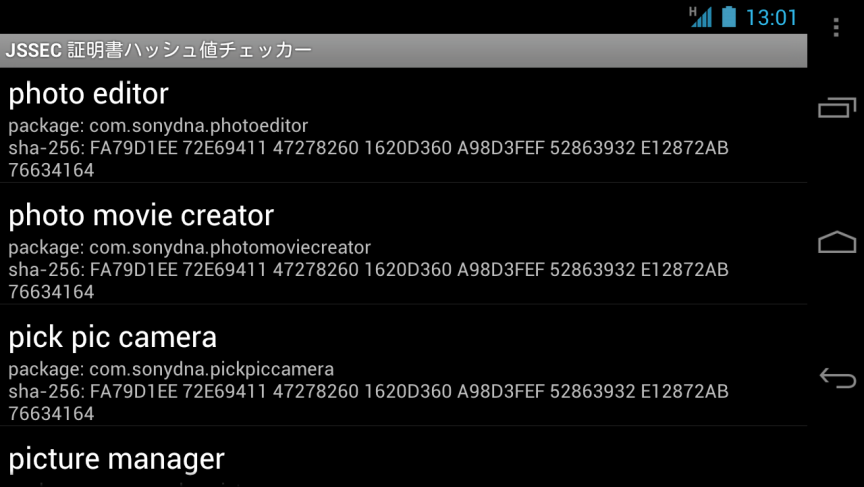 H 13:01
JSSEC 証明書ハッシュ値チェッカー
photo editor
package: com.sonydna.photoeditor
sha-256: FA79D1EE 72E69411 47278260 1620D360 A98D3FEF 52863932 E12872AB
76634164
photo movie creator
package: com.sonydna.photomoviecreator
sha-256: FA79D1EE 72E69411 47278260 1620D360 A98D3FEF 52863932 E12872AB
76634164
pick pic camera
package: com.sonydna.pickpiccamera
sha-256: FA79D1EE 72E69411 47278260 1620D360 A98D3FEF 52863932 E12872AB
76634164
picture manager